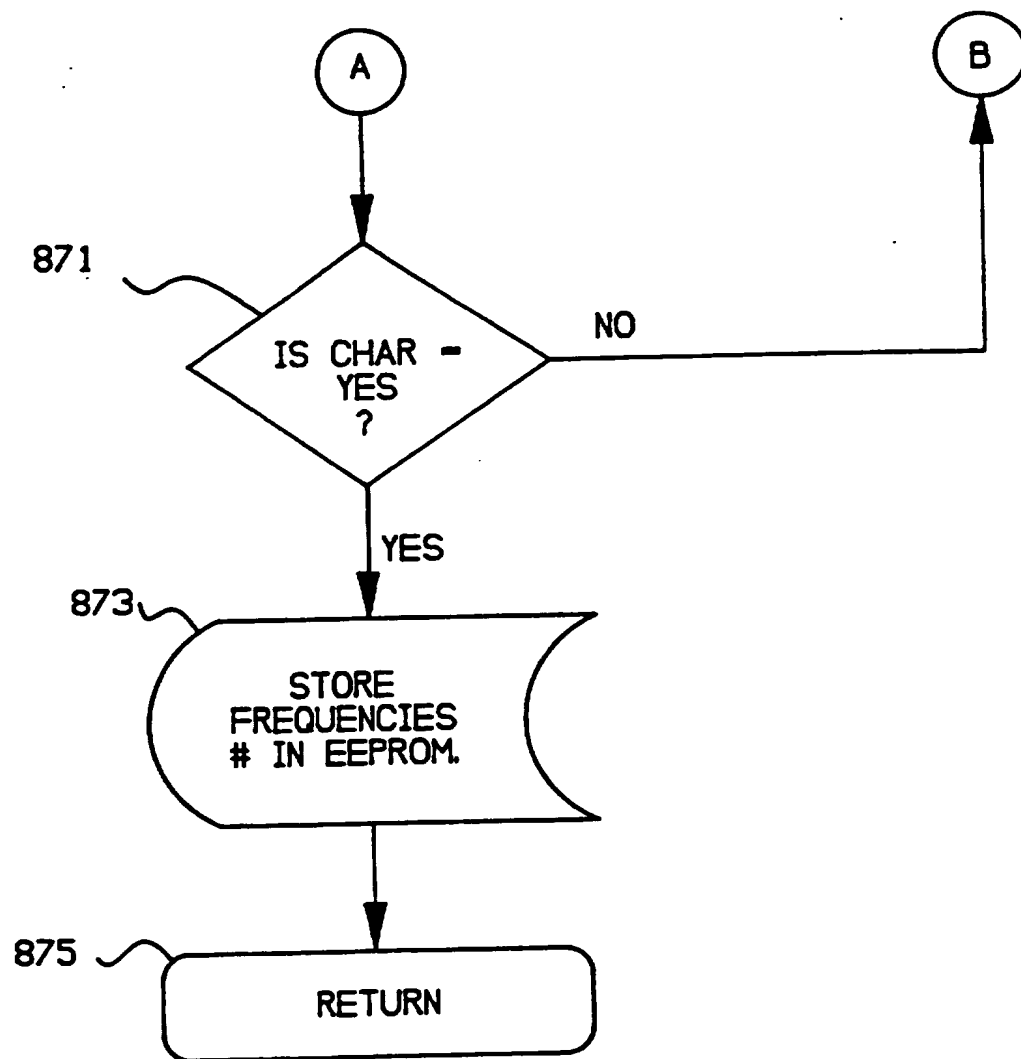 A
B
871
IS CHAR =
YES
?
NO
YES
873
STORE
FREQUENCIES
# IN EEPROM.
875
RETURN